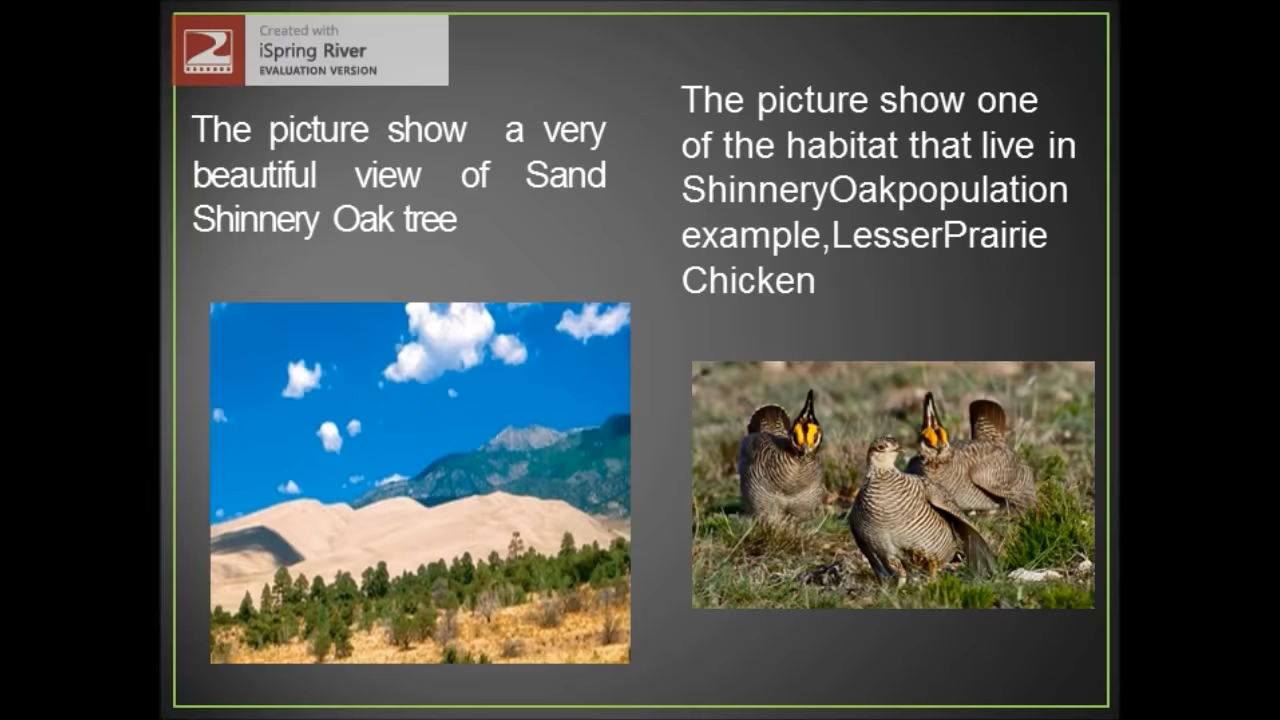 Created with
iSpring River
EVALUATION VERSION
The picture show a very
beautiful view of Sand
Shinnery Oak tree
The picture show one
of the habitat that live in
ShinneryOakpopulation
example,LesserPrairie
Chicken